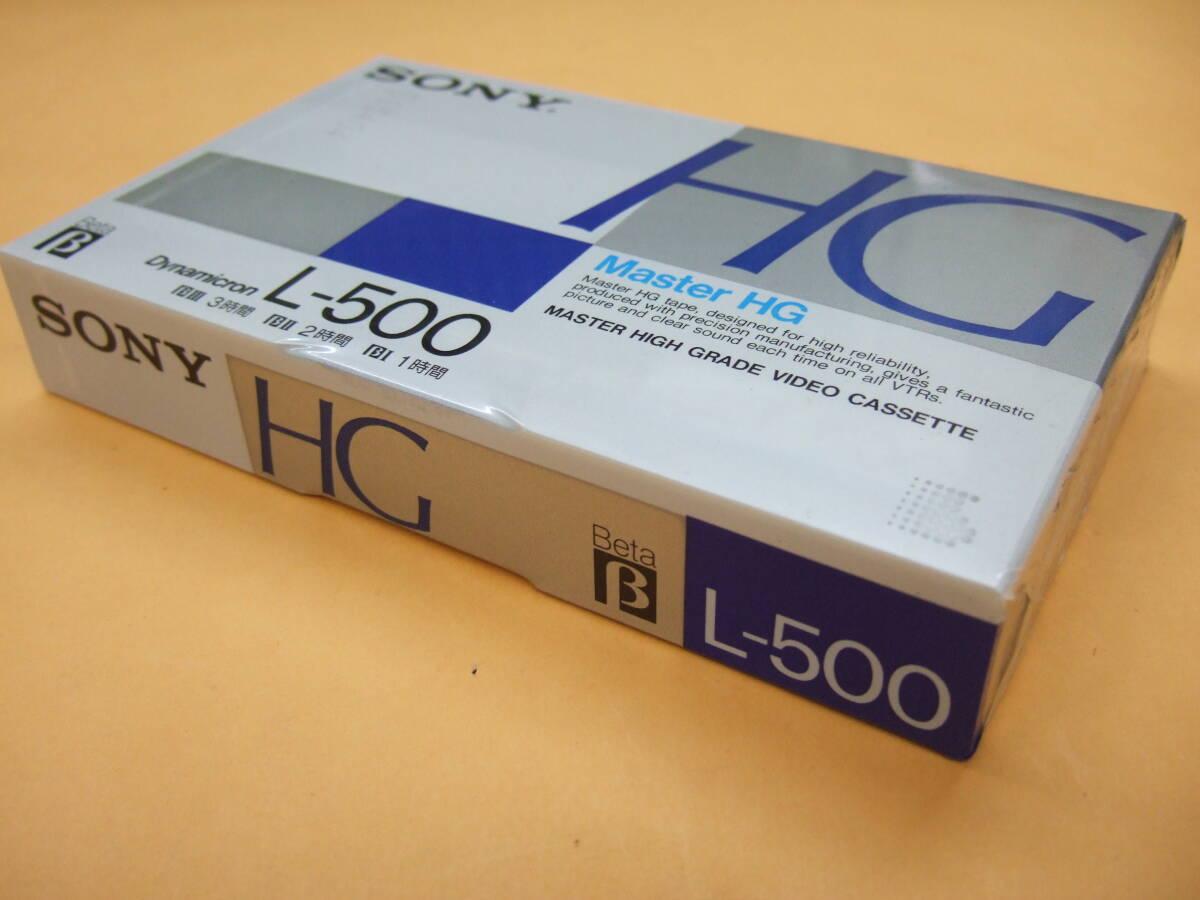 SONY
HG
Master HG
Master HG tape, designed for high reliability,
produced with precision manufacturing, gives a fantastic
picture and clear sound each time on all VTRs.
MASTER HIGH GRADE VIDEO CASSETTE
Beta
β
Dynamicron L-500
βIII 3時間 βII 2時間 βI 1時間
SONY
HG
Beta
β
L-500